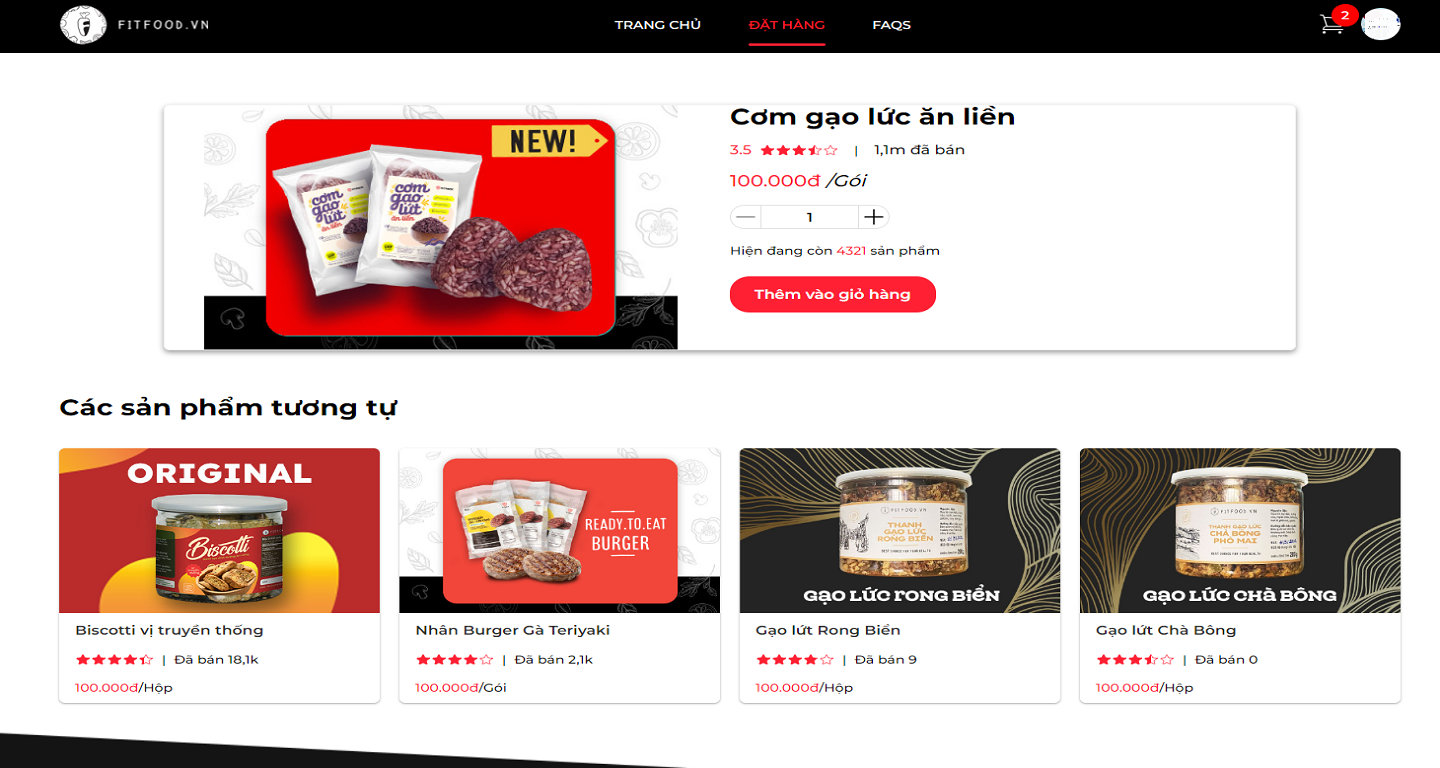 FITFOOD.VN
TRANG CHỦ
ĐẶT HÀNG
FAQS
2
NEW!
cơm gạo lứt ăn liền
cơm gạo lứt ăn liền
Cơm gạo lức ăn liền
3.5 | 1,1m đã bán
100.000đ /Gói
1
Hiện đang còn 4321 sản phẩm
Thêm vào giỏ hàng
Các sản phẩm tương tự
ORIGINAL
Biscotti
Biscotti vị truyền thống
| Đã bán 18,1k
100.000đ/Hộp
READY.TO.EAT
BURGER
Nhân Burger Gà Teriyaki
| Đã bán 2,1k
100.000đ/Gói
FITFOOD.VN
THANH
GẠO LỨC
RONG BIỂN
GẠO LỨC RONG BIỂN
Gạo lứt Rong Biển
| Đã bán 9
100.000đ/Hộp
FITFOOD.VN
THANH GẠO LỨC
CHÀ BÔNG
PHÔ MAI
GẠO LỨC CHÀ BÔNG
Gạo lứt Chà Bông
| Đã bán 0
100.000đ/Hộp